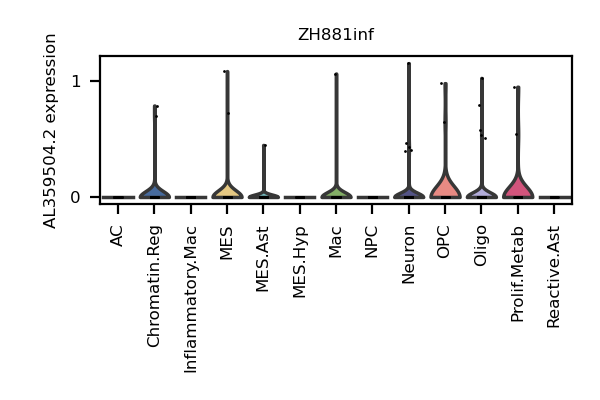 ZH881inf
AL359504.2 expression
1
0
AC
Chromatin.Reg
Inflammatory.Mac
MES
MES.Ast
MES.Hyp
Mac
NPC
Neuron
OPC
Oligo
Prolif.Metab
Reactive.Ast